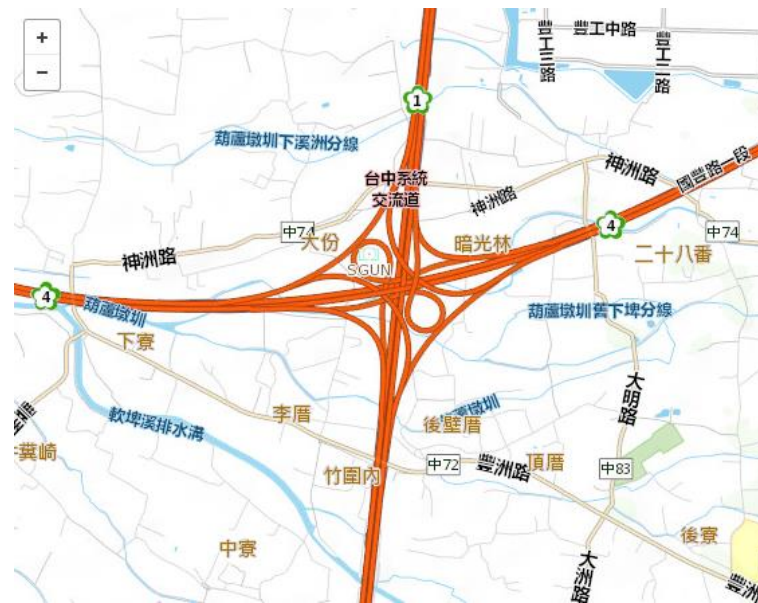 +
−
豐工中路
豐工三路
豐工二路
1
葫蘆墩圳下溪洲分線
台中系統
交流道
神洲路
神洲路
國豐路一段
中74
大份
暗光林
4
中74
神洲路
SGUN
二十八番
4
葫蘆墩圳
葫蘆墩圳舊下埤分線
下寮
大明路
李厝
軟埤溪排水溝
後壁厝
竹圍內
中72
豐洲路
頂厝
中83
糞崎
後寮
中寮
大洲路
豐洲